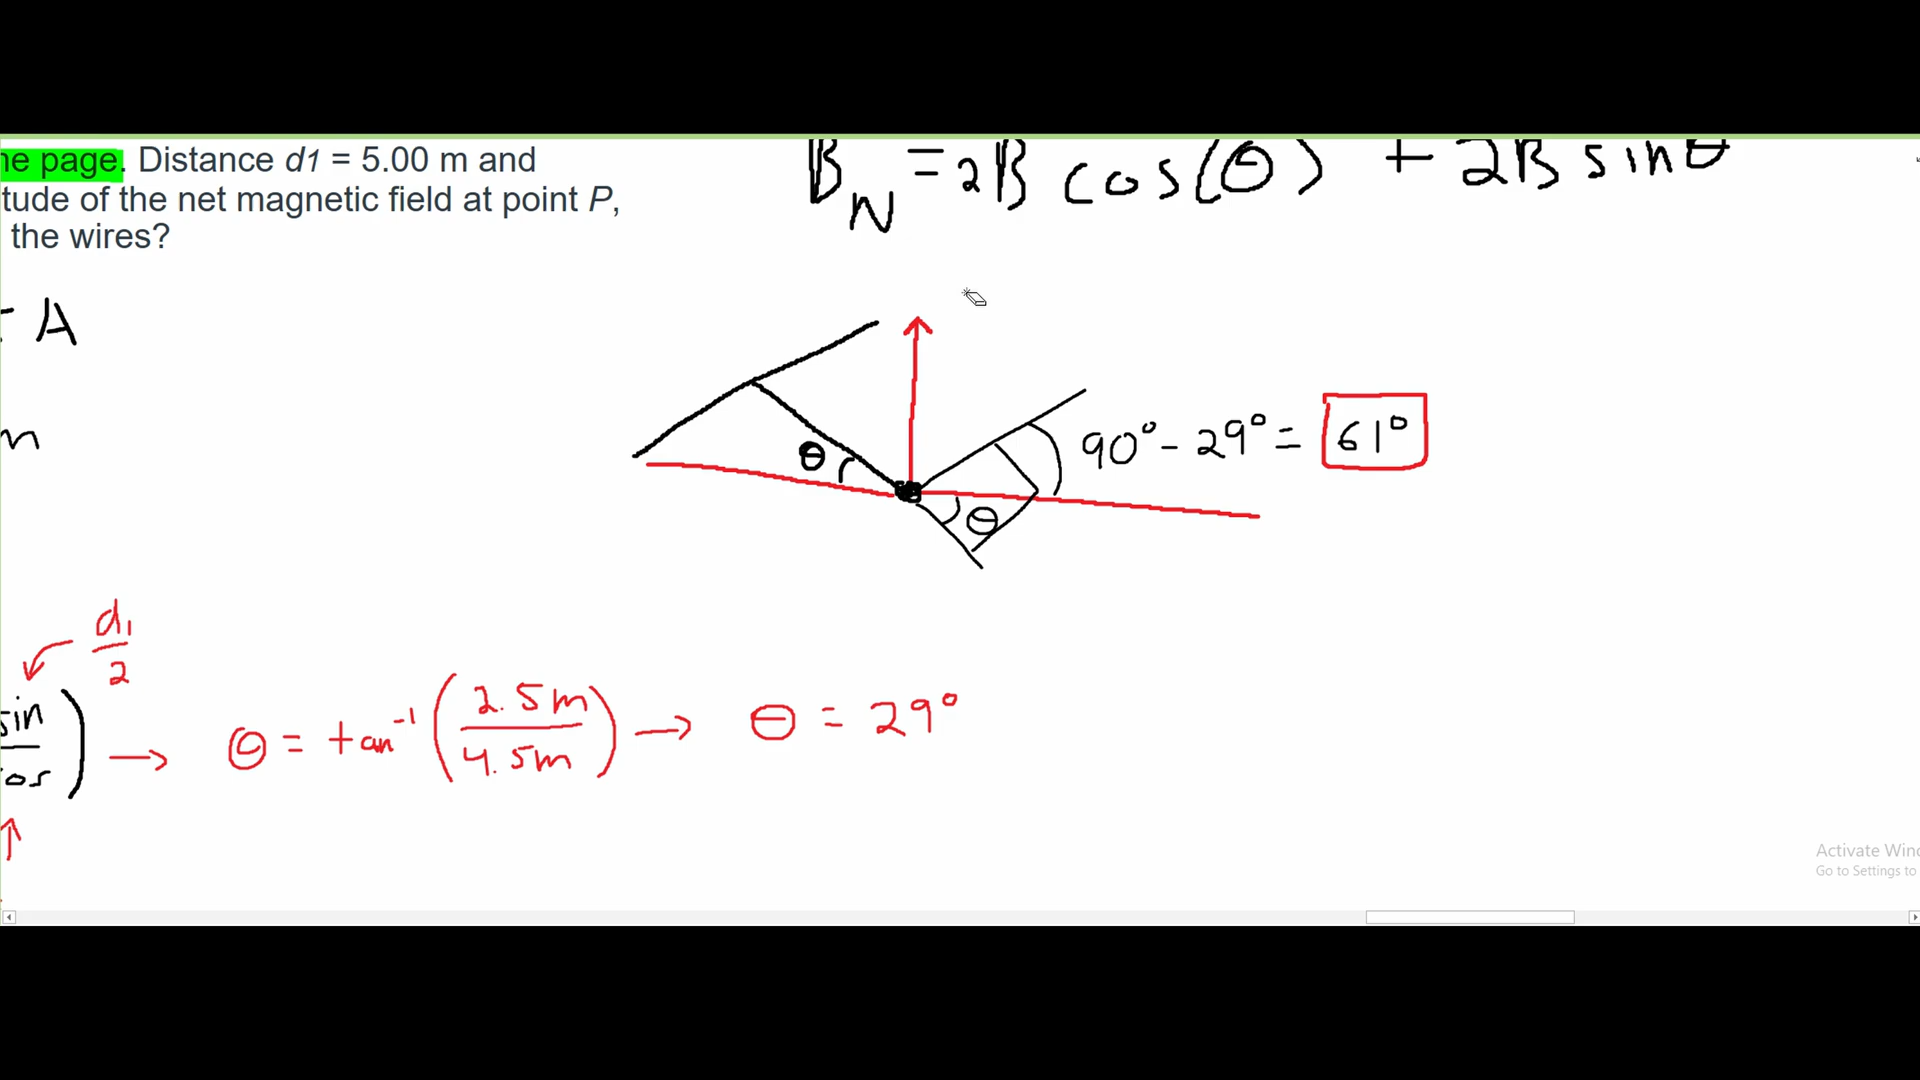 he page. Distance d1 = 5.00 m and
tude of the net magnetic field at point P,
the wires?
B_N = 2B cos(θ) + 2B sinθ
A
m
90° - 29° = 61°
θ
θ
d₁/2
sin
os
→ θ = tan⁻¹ (2.5m/4.5m) → θ = 29°
Activate Wind
Go to Settings to